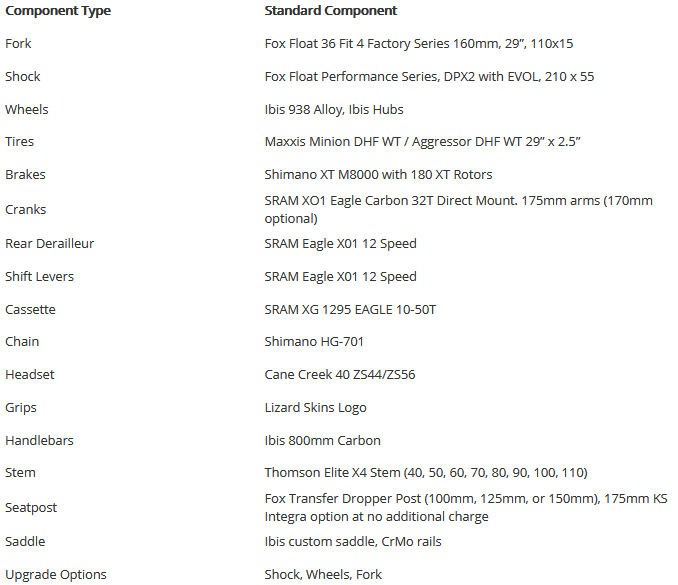 Component Type Standard Component
Fork Fox Float 36 Fit 4 Factory Series 160mm, 29”, 110x15
Shock Fox Float Performance Series, DPX2 with EVOL, 210 x 55
Wheels Ibis 938 Alloy, Ibis Hubs
Tires Maxxis Minion DHF WT / Aggressor DHF WT 29” x 2.5”
Brakes Shimano XT M8000 with 180 XT Rotors
Cranks SRAM XO1 Eagle Carbon 32T Direct Mount. 175mm arms (170mm
optional)
Rear Derailleur SRAM Eagle X01 12 Speed
Shift Levers SRAM Eagle X01 12 Speed
Cassette SRAM XG 1295 EAGLE 10-50T
Chain Shimano HG-701
Headset Cane Creek 40 ZS44/ZS56
Grips Lizard Skins Logo
Handlebars Ibis 800mm Carbon
Stem Thomson Elite X4 Stem (40, 50, 60, 70, 80, 90, 100, 110)
Seatpost Fox Transfer Dropper Post (100mm, 125mm, or 150mm), 175mm KS
Integra option at no additional charge
Saddle Ibis custom saddle, CrMo rails
Upgrade Options Shock, Wheels, Fork